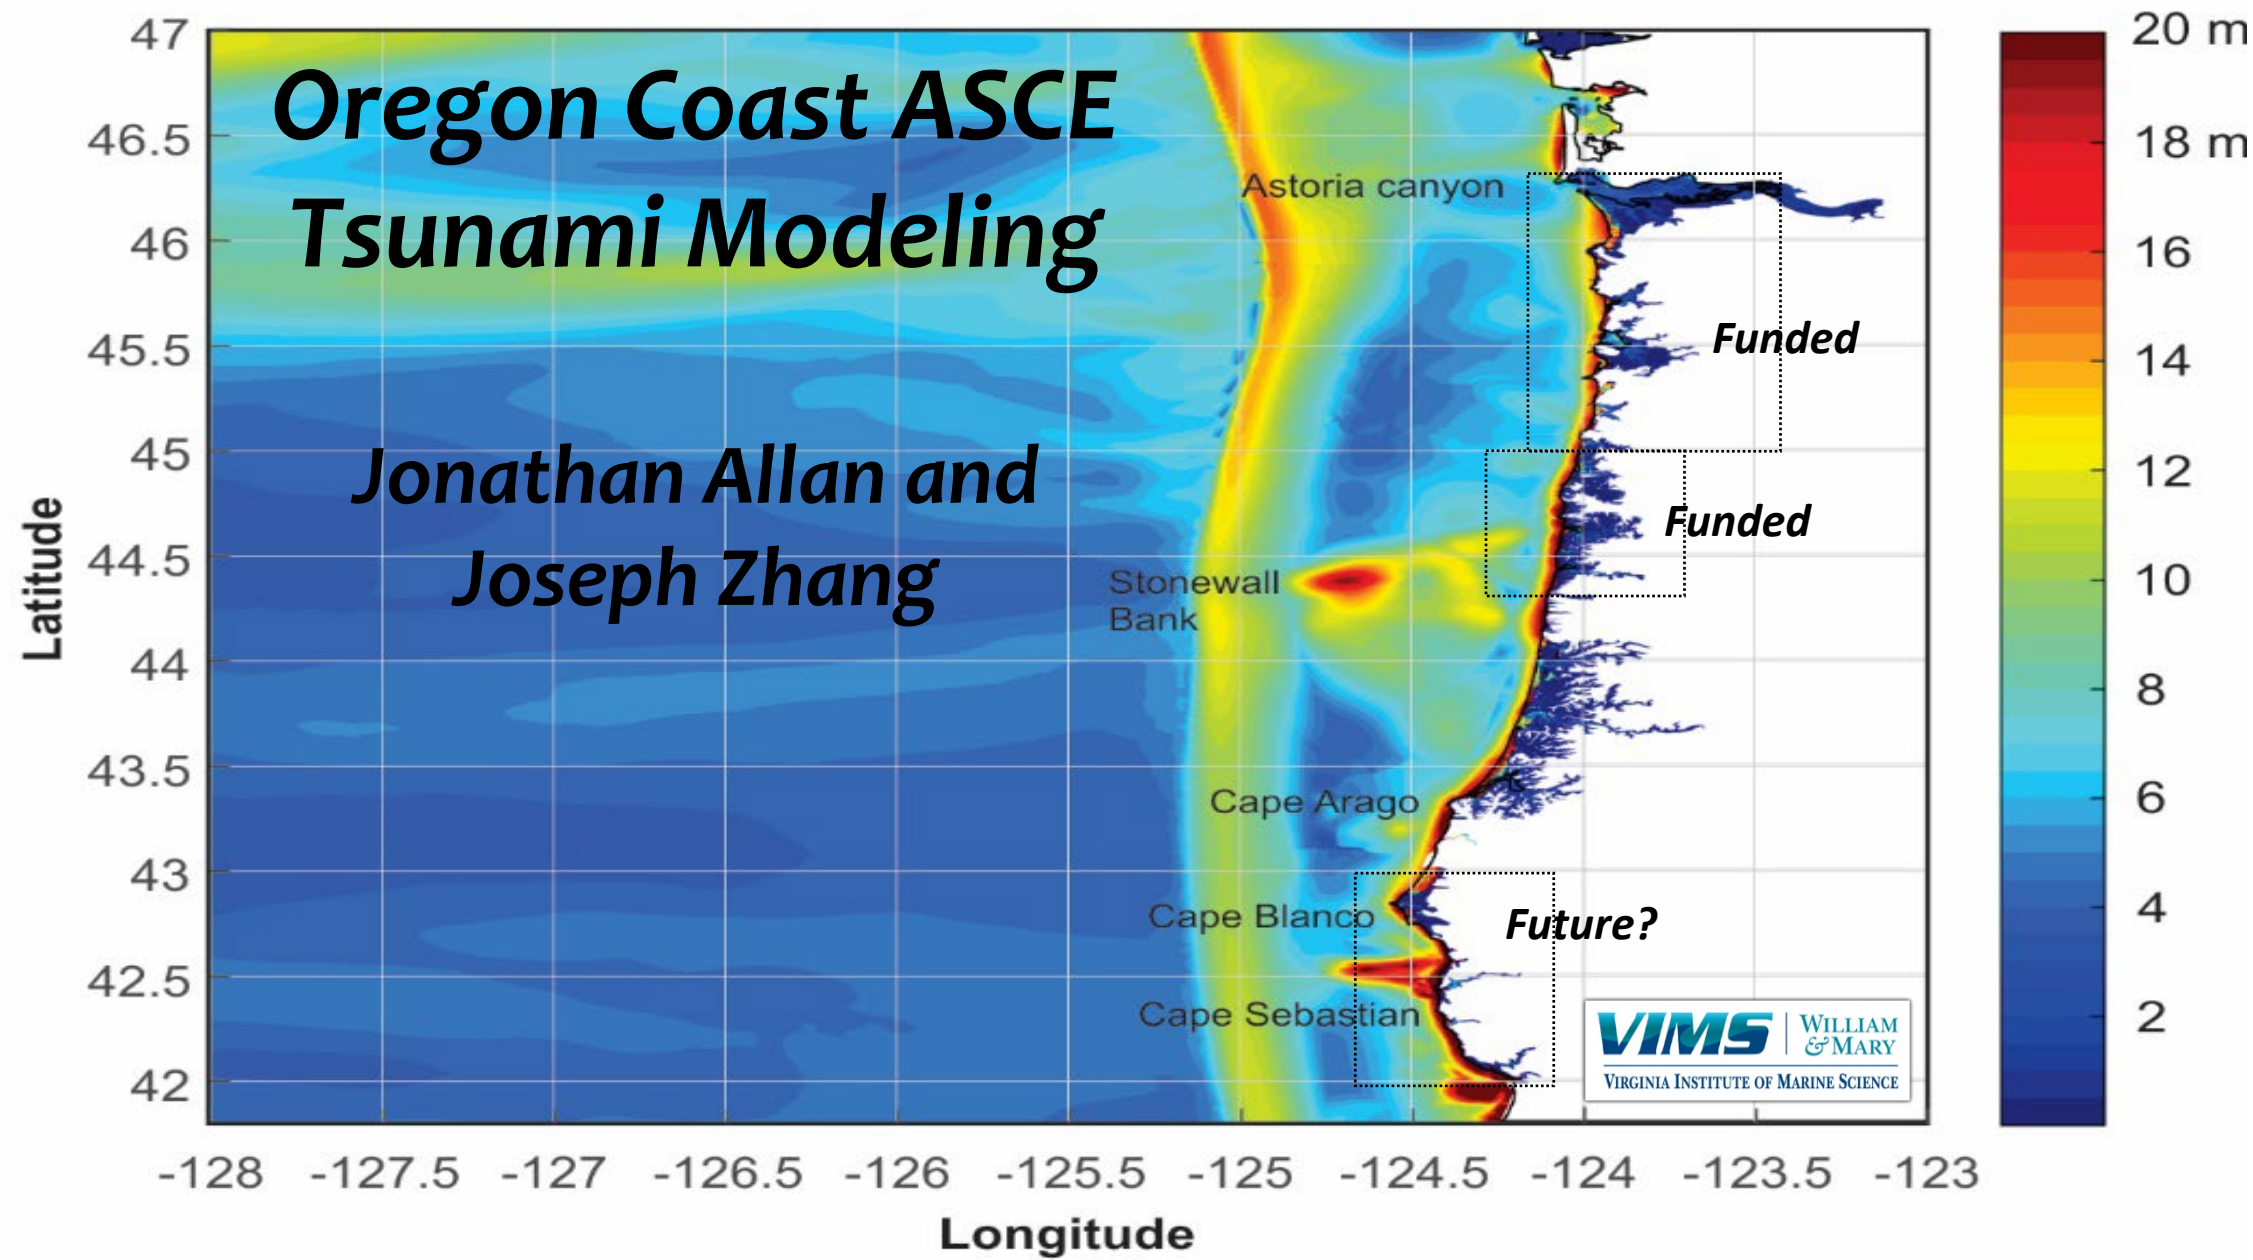 Oregon Coast ASCE
Tsunami Modeling
Jonathan Allan and
Joseph Zhang
Astoria canyon
Funded
Funded
Stonewall
Bank
Cape Arago
Cape Blanco
Future?
Cape Sebastian
VIMS
WILLIAM
& MARY
VIRGINIA INSTITUTE OF MARINE SCIENCE
Latitude
47
46.5
46
45.5
45
44.5
44
43.5
43
42.5
42
-128 -127.5 -127 -126.5 -126 -125.5 -125 -124.5 -124 -123.5 -123
Longitude
20 m
18 m
16
14
12
10
8
6
4
2